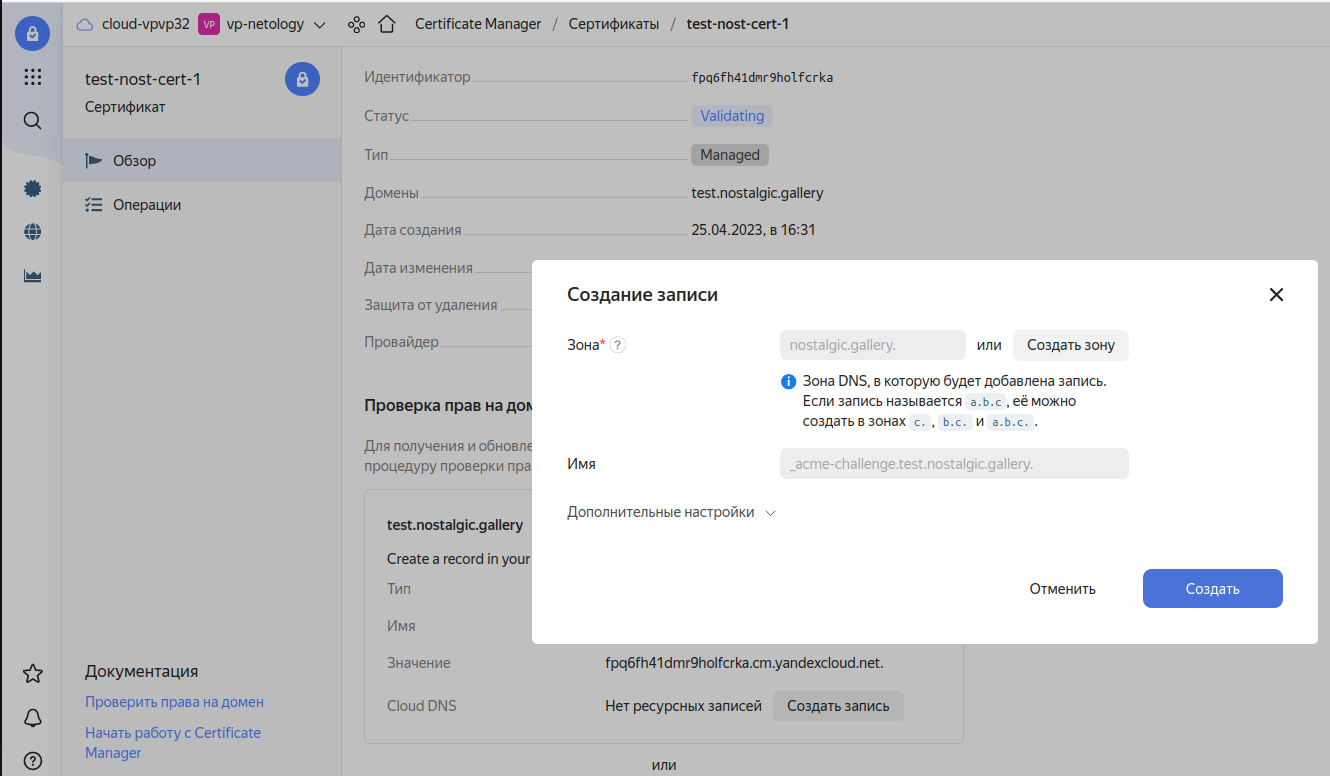 cloud-vpvp32 VP vp-netology Certificate Manager / Сертификаты / test-nost-cert-1
test-nost-cert-1
Сертификат
Обзор
Операции
Документация
Проверить права на домен
Начать работу с Certificate
Manager
Идентификатор fpq6fh41dmr9holfcrka
Статус Validating
Тип Managed
Домены test.nostalgic.gallery
Дата создания 25.04.2023, в 16:31
Дата изменения
Защита от удаления
Провайдер
Проверка прав на дом
Для получения и обновле
процедуру проверки пра
test.nostalgic.gallery
Create a record in your
Тип
Имя
Значение fpq6fh41dmr9holfcrka.cm.yandexcloud.net.
Cloud DNS Нет ресурсных записей Создать запись
или
Создание записи
Зона* ? nostalgic.gallery. или Создать зону
Зона DNS, в которую будет добавлена запись.
Если запись называется a.b.c, её можно
создать в зонах c., b.c. и a.b.c..
Имя _acme-challenge.test.nostalgic.gallery.
Дополнительные настройки
Отменить Создать